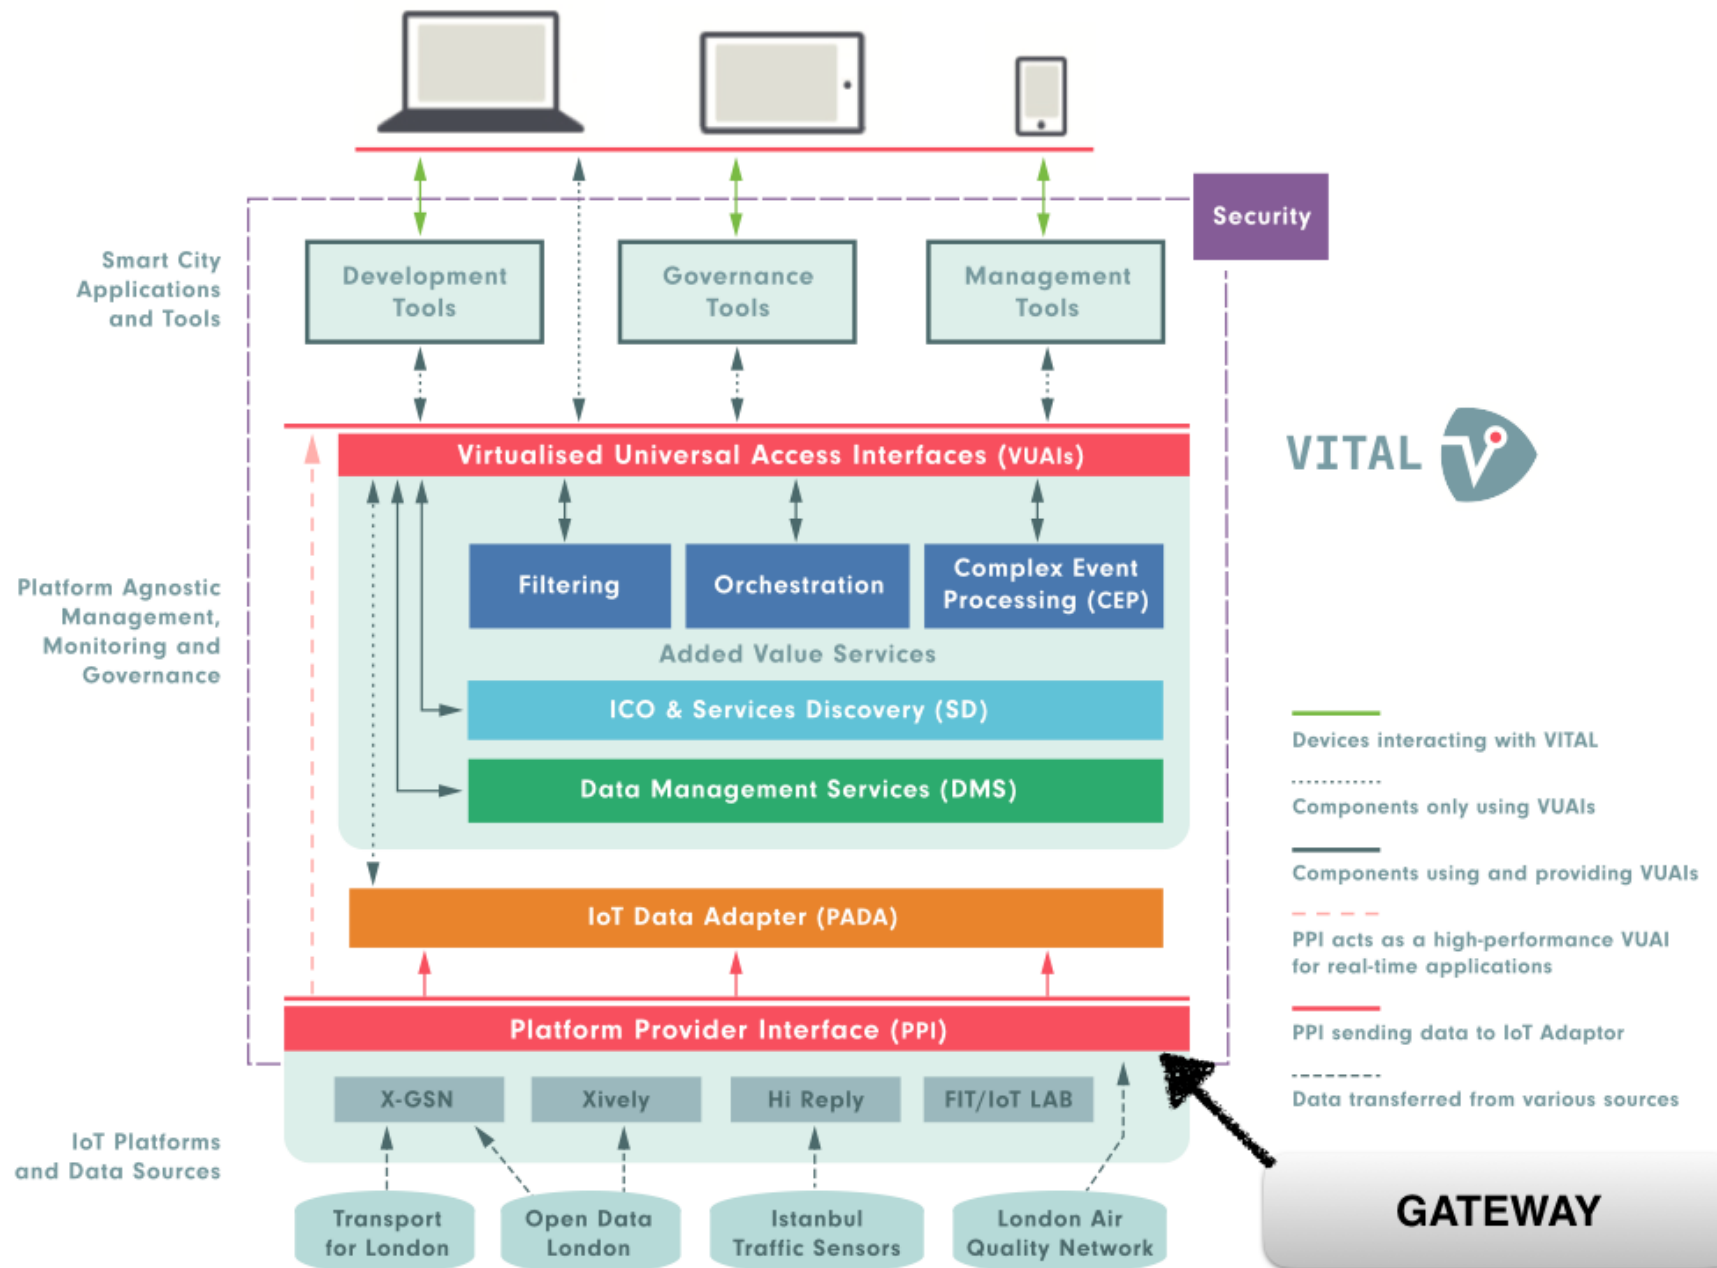 Security
Smart City
Applications
and Tools
Development
Tools
Governance
Tools
Management
Tools
Virtualised Universal Access Interfaces (VUAIs)
VITAL
Platform Agnostic
Management,
Monitoring and
Governance
Filtering
Orchestration
Complex Event
Processing (CEP)
Added Value Services
ICO & Services Discovery (SD)
Data Management Services (DMS)
IoT Data Adapter (PADA)
Platform Provider Interface (PPI)
X-GSN
Xively
Hi Reply
FIT/IoT LAB
IoT Platforms
and Data Sources
Transport
for London
Open Data
London
Istanbul
Traffic Sensors
London Air
Quality Network
Devices interacting with VITAL
Components only using VUAIs
Components using and providing VUAIs
PPI acts as a high-performance VUAI
for real-time applications
PPI sending data to IoT Adaptor
Data transferred from various sources
GATEWAY